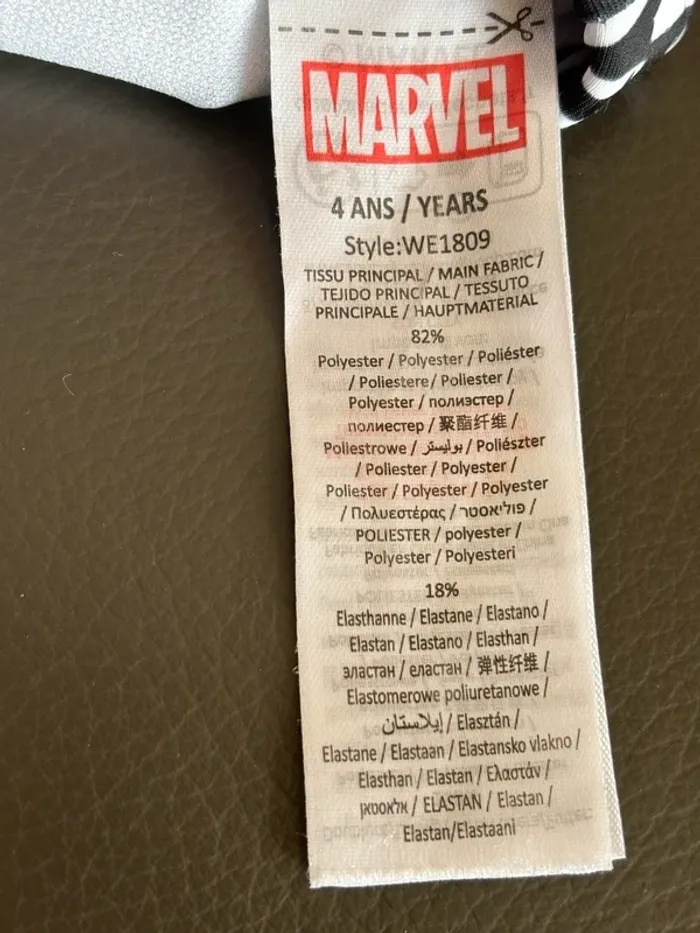 MARVEL
4 ANS / YEARS
Style:WE1809
TISSU PRINCIPAL / MAIN FABRIC /
TEJIDO PRINCIPAL / TESSUTO
PRINCIPALE / HAUPTMATERIAL
82%
Polyester / Polyester / Poliéster
/ Poliestere/ Poliester /
Polyester / полиэстер /
полиестер / 聚酯纤维 /
Poliestrowe / بوليستر / Poliészter
/ Poliester / Polyester /
Poliester / Polyester / Polyester
/ Πολυεστέρας / פוליאסטר /
POLIESTER / polyester /
Polyester / Polyesteri
18%
Elasthanne / Elastane / Elastano /
Elastan / Elastano / Elasthan /
эластан / еластан / 弹性纤维 /
Elastomerowe poliuretanowe /
إيلاستان / Elasztán /
Elastane / Elastaan / Elastansko vlakno /
Elasthan / Elastan / Ελαστάν /
אלאסטאן / ELASTAN / Elastan /
Elastan/Elastaani